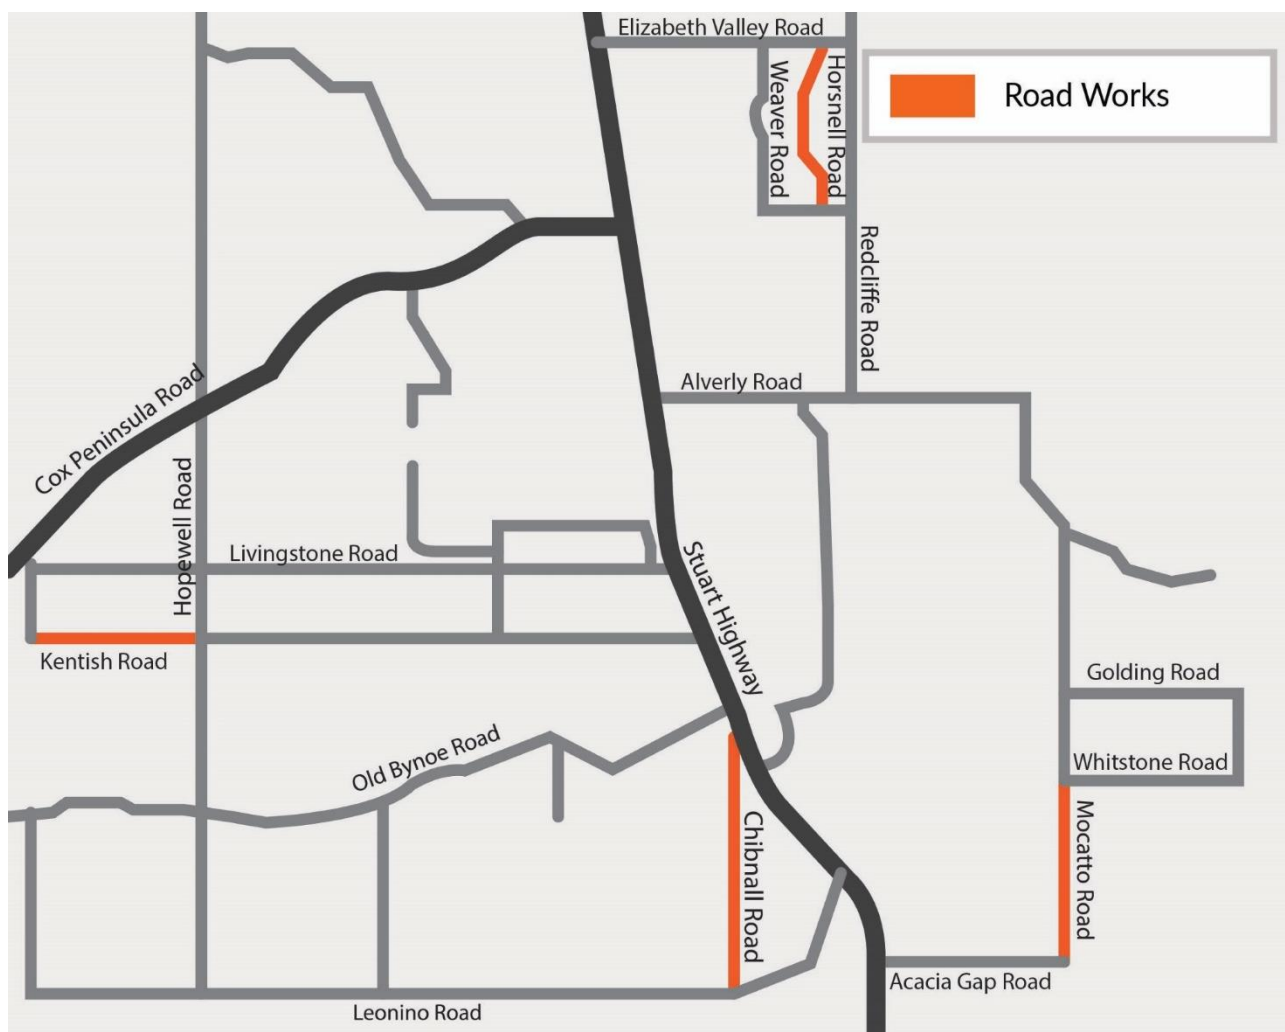 Elizabeth Valley Road
Weaver Road
Horsnell Road
Road Works
Redcliffe Road
Alverly Road
Cox Peninsula Road
Hopewell Road
Livingstone Road
Stuart Highway
Kentish Road
Golding Road
Old Bynoe Road
Whitstone Road
Chibnall Road
Mocatto Road
Acacia Gap Road
Leonino Road